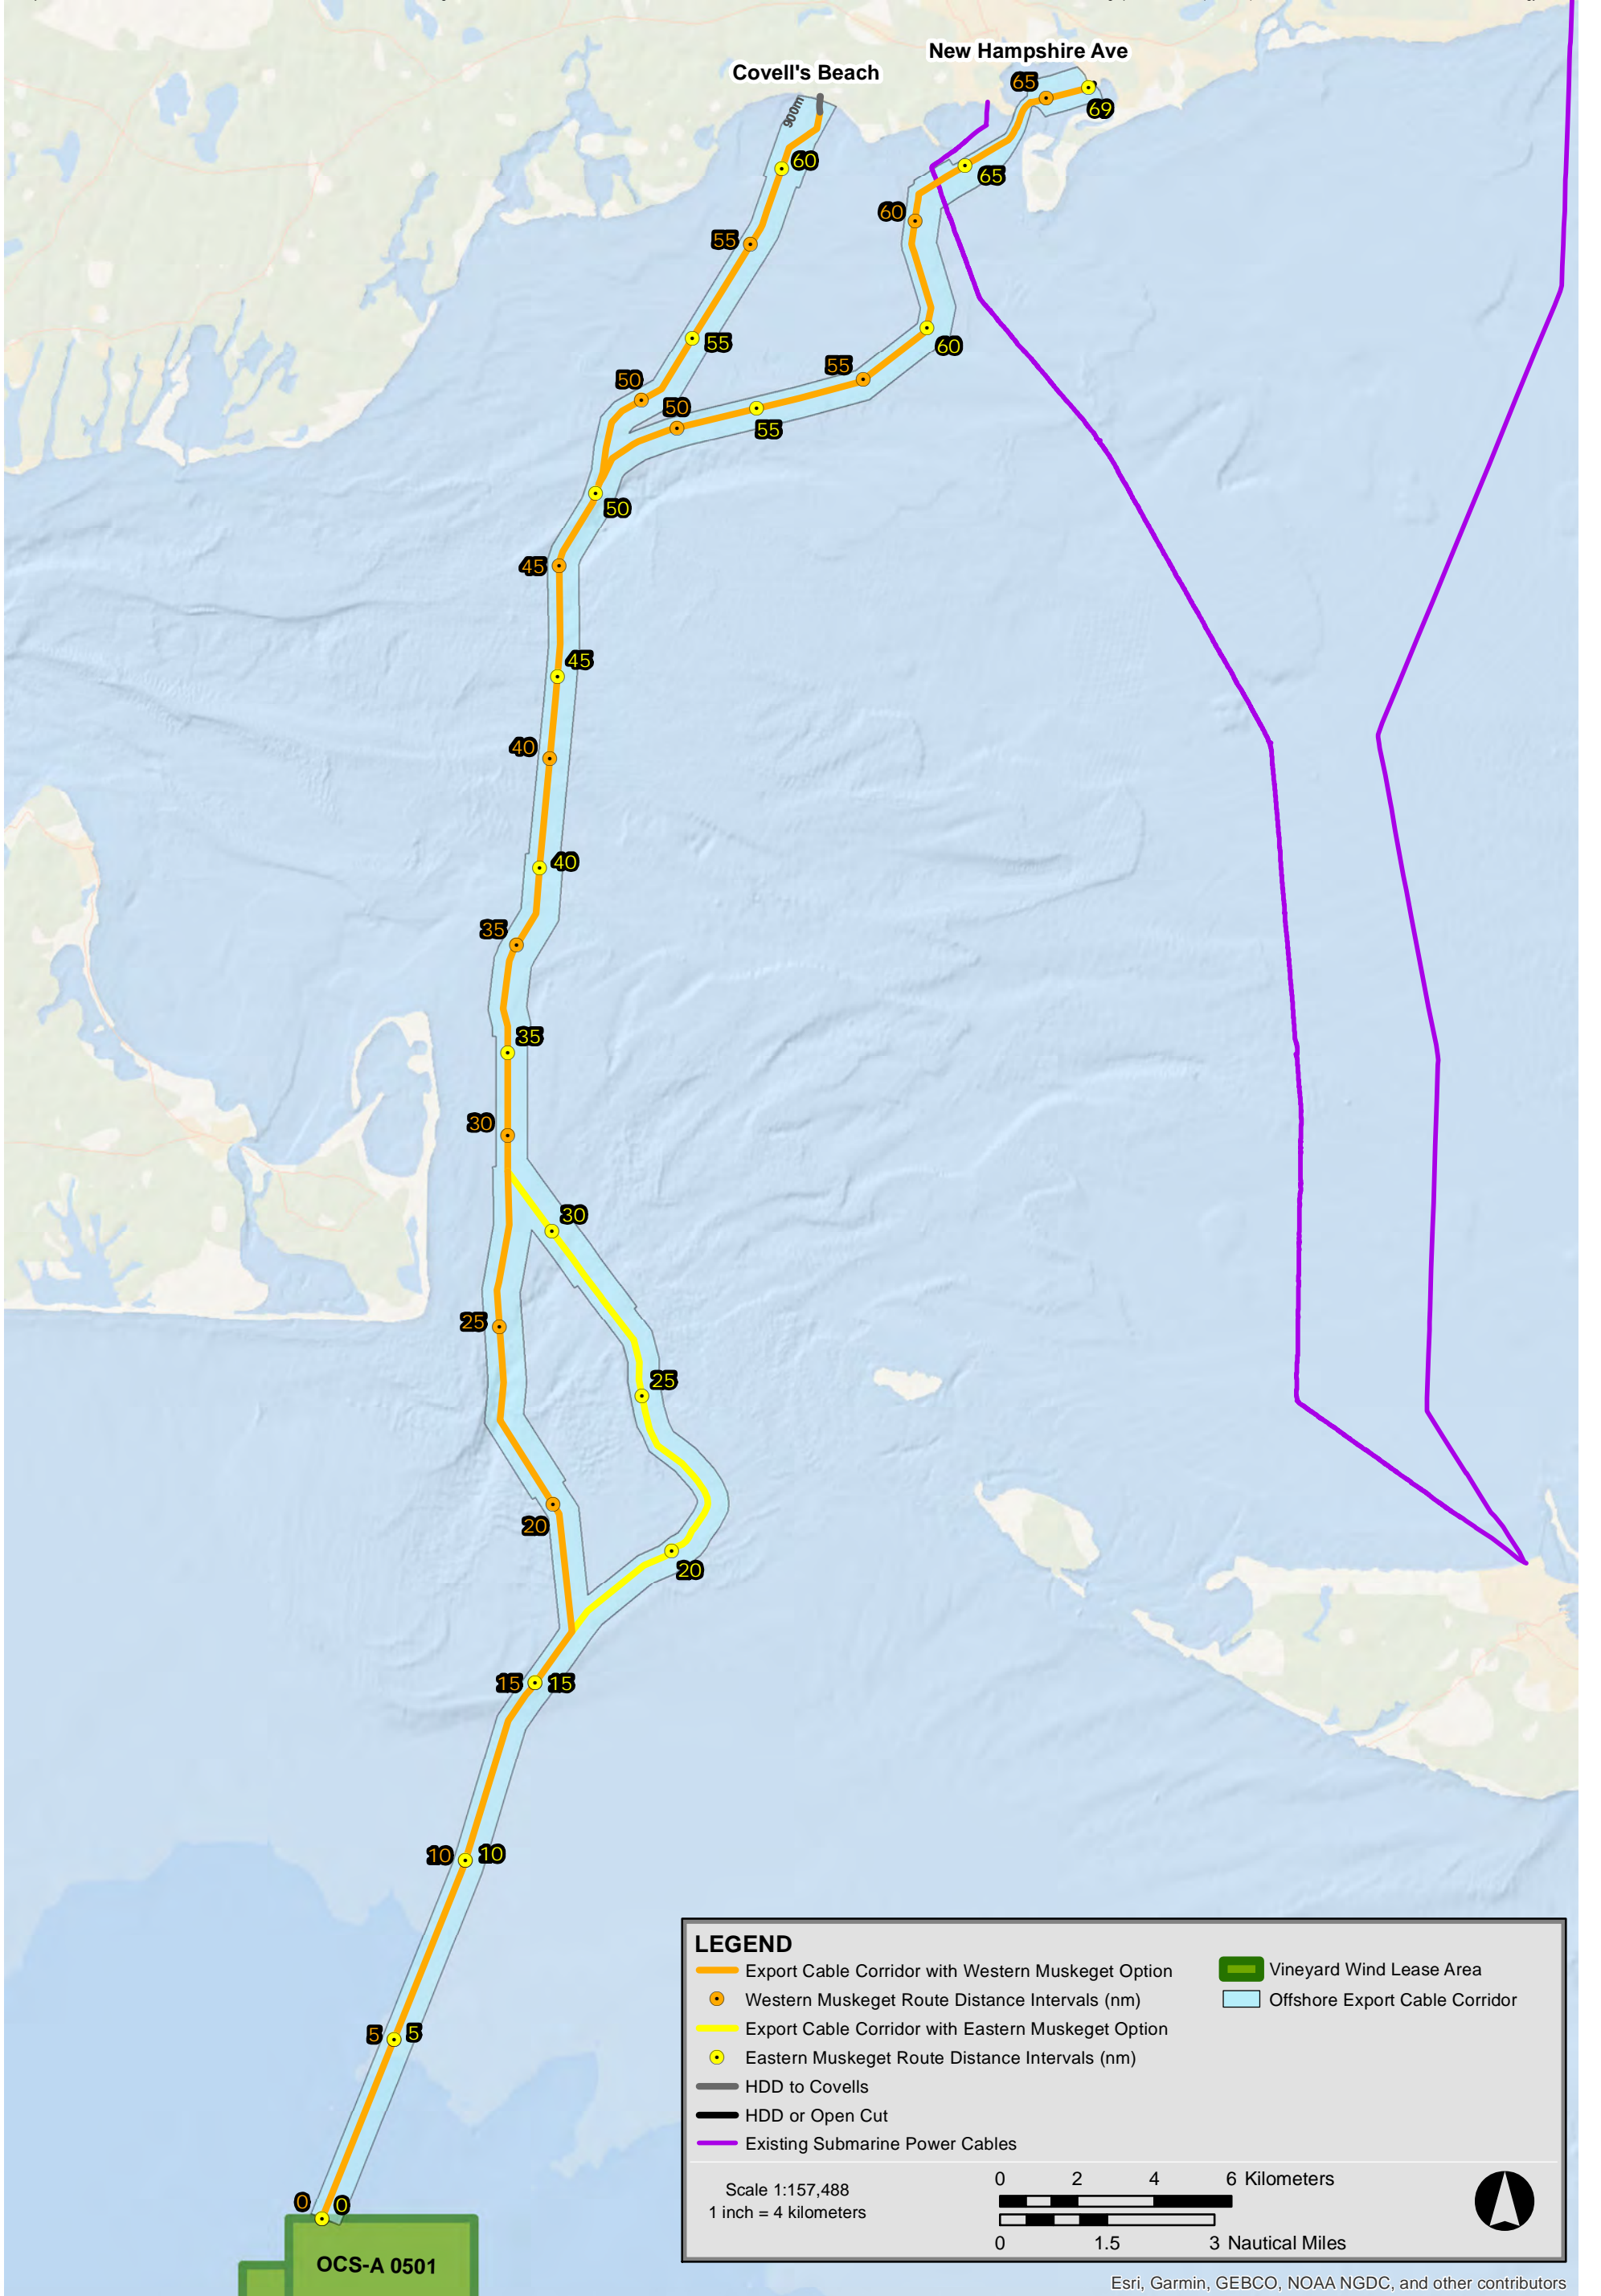 New Hampshire Ave
Covell's Beach
65
69
900m
60
65
60
55
55
60
55
50
50
55
50
45
45
40
40
35
35
30
30
25
25
20
20
15 15
10 10
5 5
0 0
OCS-A 0501
LEGEND
Export Cable Corridor with Western Muskeget Option
Western Muskeget Route Distance Intervals (nm)
Export Cable Corridor with Eastern Muskeget Option
Eastern Muskeget Route Distance Intervals (nm)
HDD to Covells
HDD or Open Cut
Existing Submarine Power Cables
Vineyard Wind Lease Area
Offshore Export Cable Corridor
Scale 1:157,488
1 inch = 4 kilometers
0 2 4 6 Kilometers
0 1.5 3 Nautical Miles
Esri, Garmin, GEBCO, NOAA NGDC, and other contributors